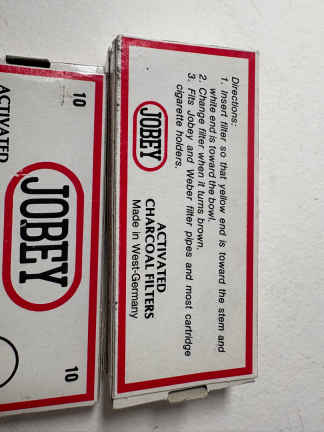 Directions:
1. Insert filter so that yellow end is toward the stem and
white end is toward the bowl.
2. Change filter when it turns brown.
3. Fits Jobey and Weber filter pipes and most cartridge
cigarette holders.
JOBEY
ACTIVATED
CHARCOAL FILTERS
Made in West-Germany
10
10
JOBEY
ACTIVATED